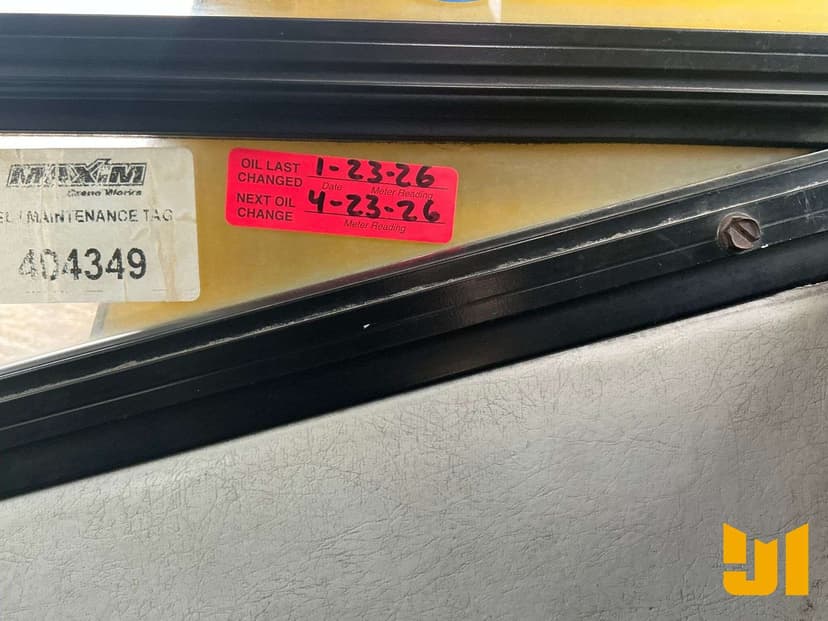 MAXIM
Crane Works
MAINTENANCE TAG
404349
OIL LAST CHANGED 1-23-26
Date Meter Reading
NEXT OIL CHANGE 4-23-26
Meter Reading